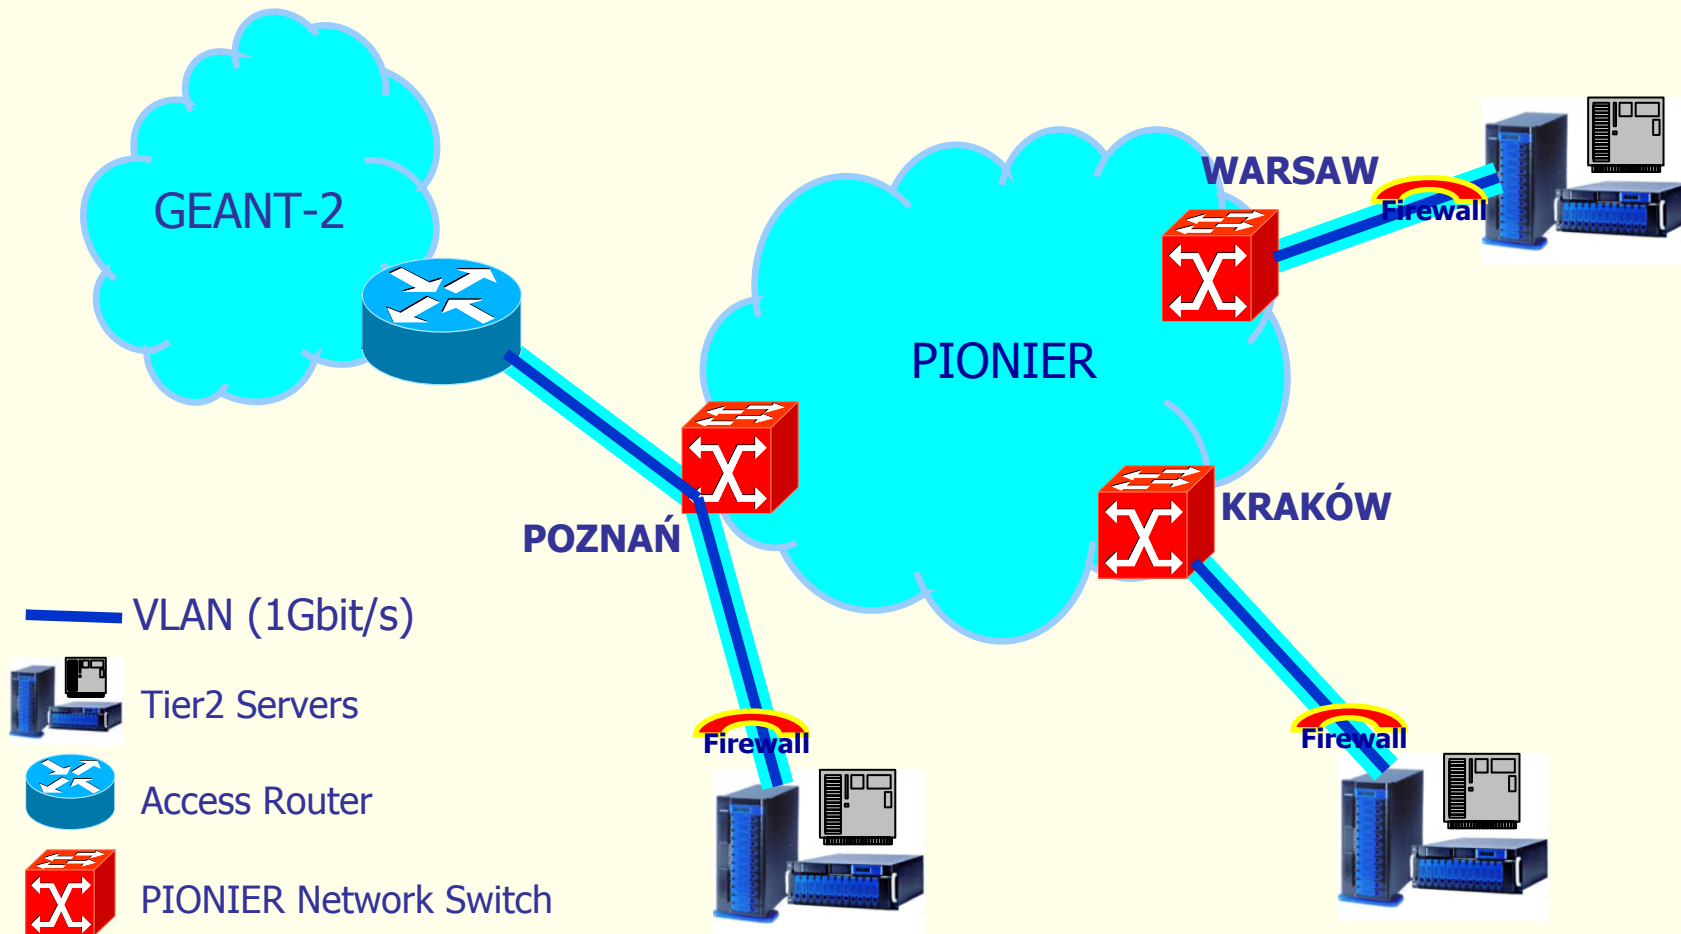 GEANT-2
WARSAW
Firewall
PIONIER
KRAKÓW
POZNAŃ
VLAN (1Gbit/s)
Tier2 Servers
Firewall
Firewall
Access Router
PIONIER Network Switch